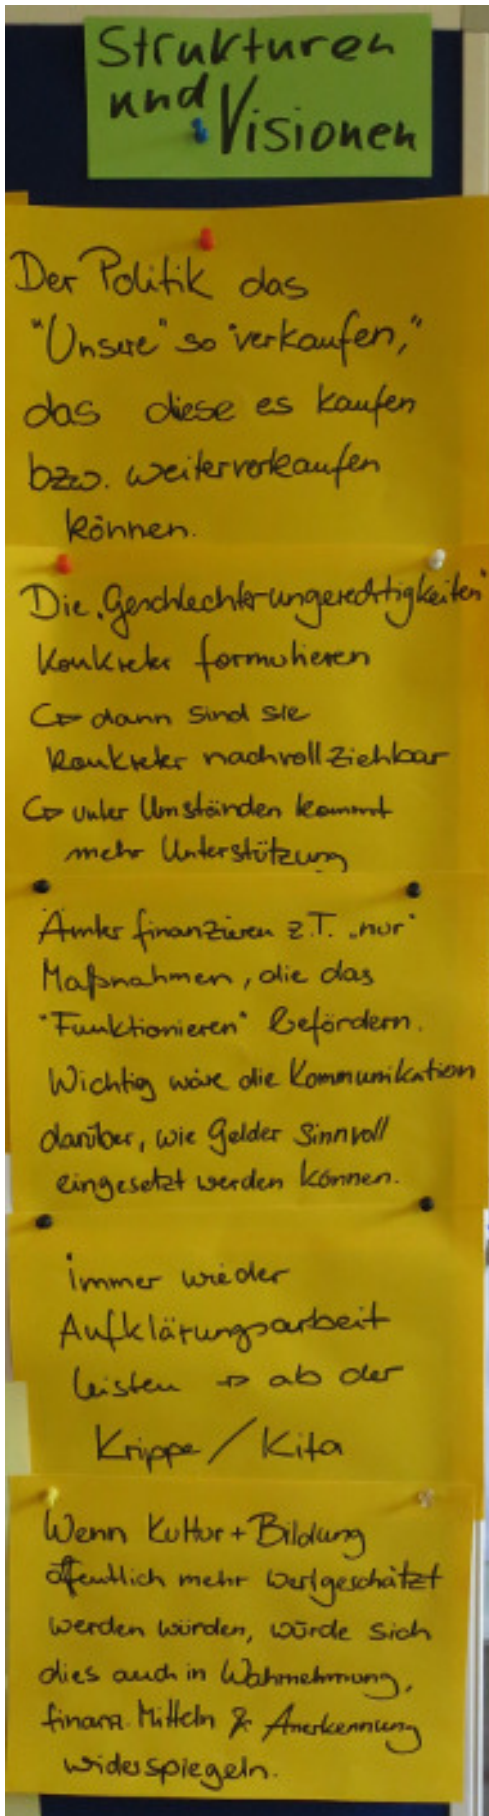 Strukturen
und Visionen
Der Politik das
"Unsere" so "verkaufen,"
das diese es kaufen
bzw. weiterverkaufen
können.
Die „Geschlechterungerechtigkeiten"
konkreter formulieren
↪ dann sind sie
konkreter nachvollziehbar
↪ unter Umständen kommt
mehr Unterstützung
Ämter finanzieren z.T. „nur"
Maßnahmen, die das
"Funktionieren" befördern.
Wichtig wäre die Kommunikation
darüber, wie Gelder sinnvoll
eingesetzt werden können.
immer wieder
Aufklärungsarbeit
leisten → ab der
Krippe / Kita
Wenn Kultur + Bildung
öffentlich mehr wertgeschätzt
werden würden, würde sich
dies auch in Wahrnehmung,
finanz. Mitteln & Anerkennung
widerspiegeln.